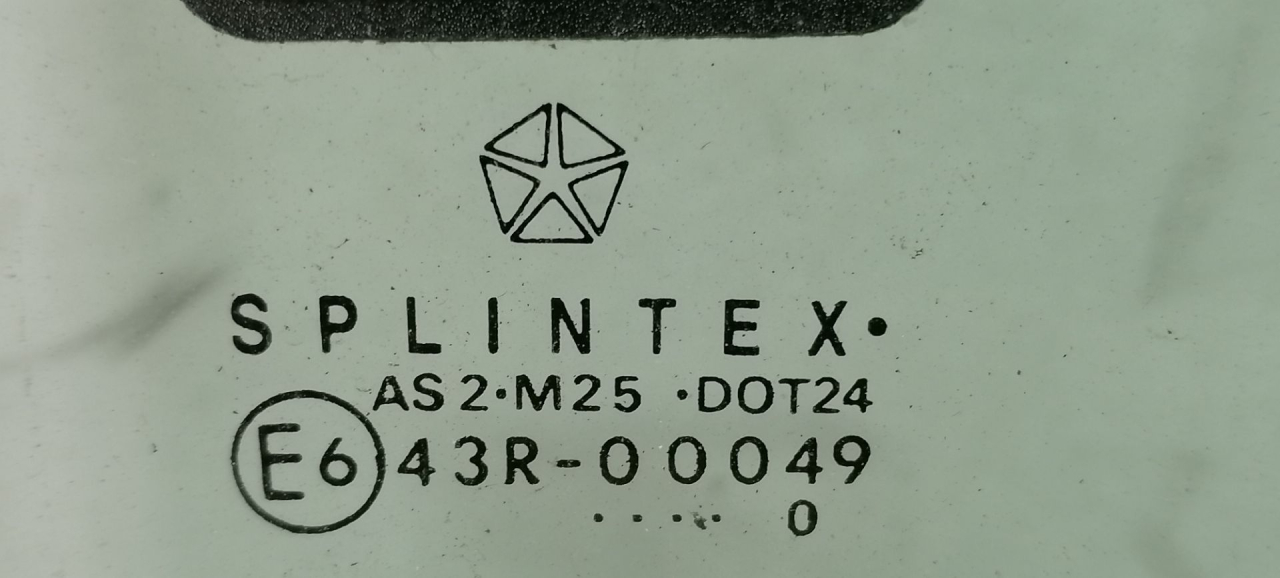 SPLINTEX•
AS2•M25 •DOT24
E6 43R-00049
•••• 0